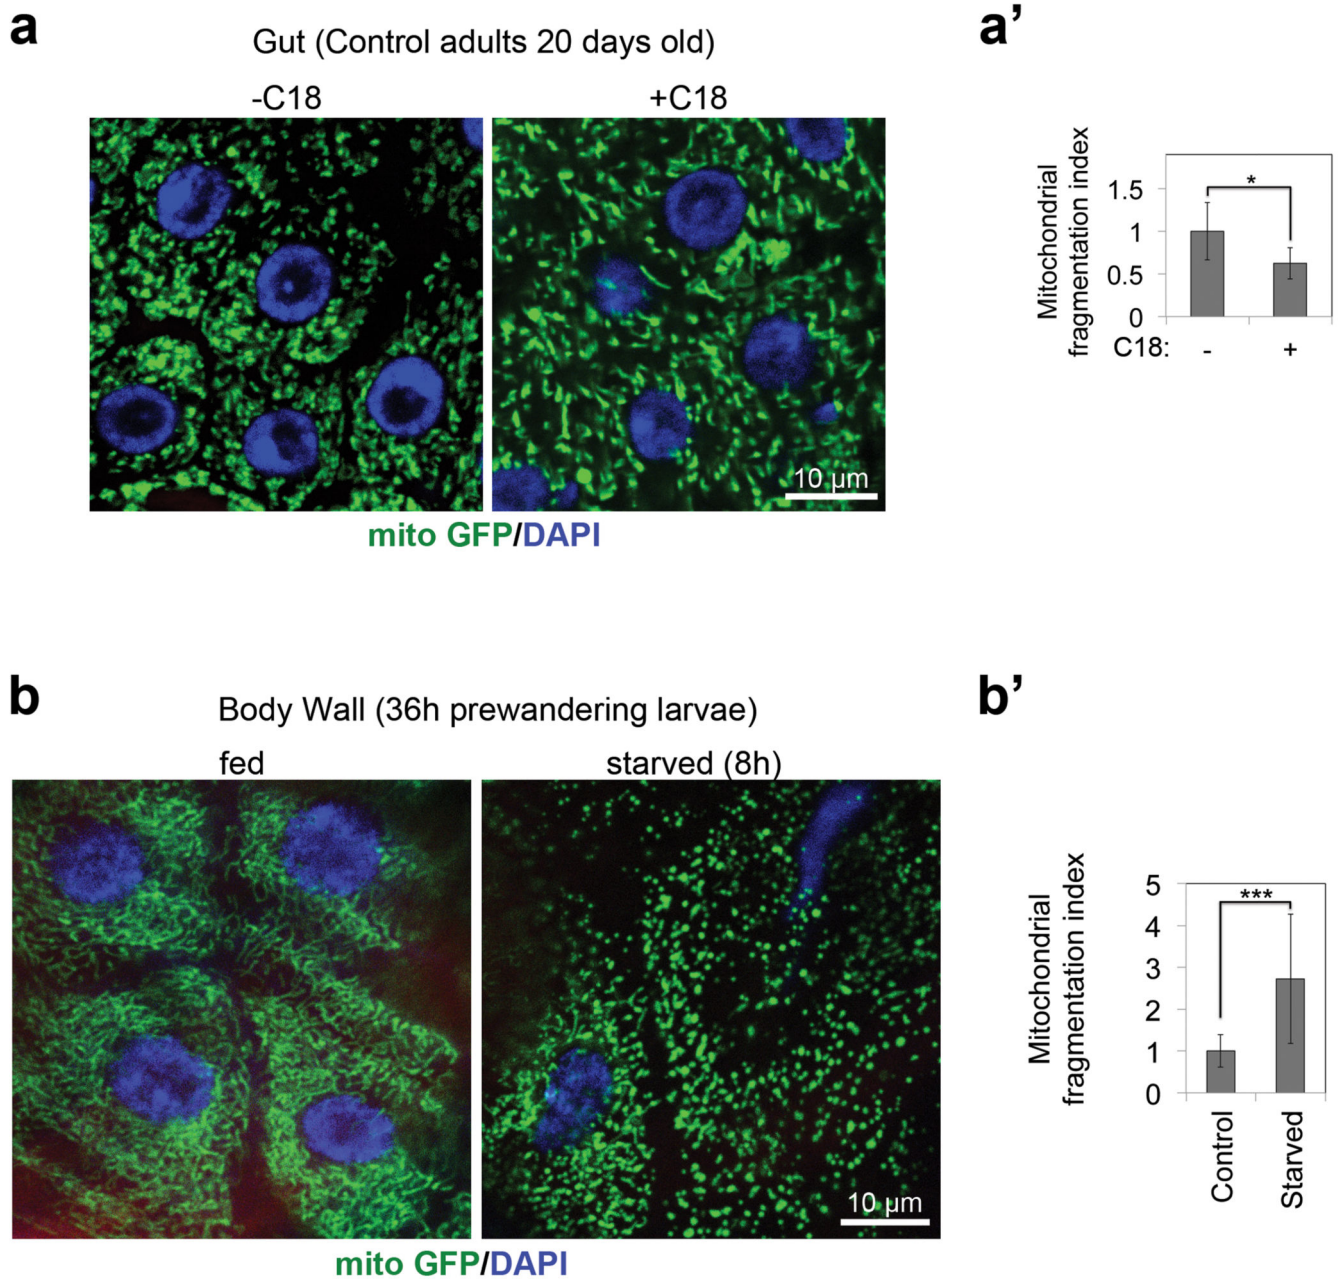 a
Gut (Control adults 20 days old)
-C18
+C18
10 µm
mito GFP/DAPI
a’
Mitochondrial
fragmentation index
1.5
1
0.5
0
*
C18:
-
+
b
Body Wall (36h prewandering larvae)
fed
starved (8h)
10 µm
mito GFP/DAPI
b’
Mitochondrial
fragmentation index
5
4
3
2
1
0
***
Control
Starved